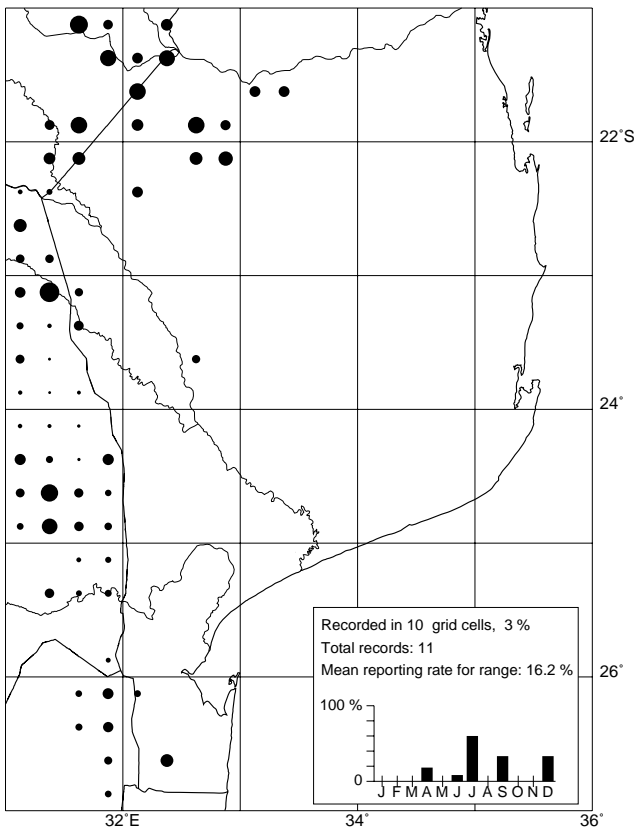 22°S
24°
26°
Recorded in 10 grid cells, 3 %
Total records: 11
Mean reporting rate for range: 16.2 %
100 %
0
J F M A M J J A S O N D
32°E
34°
36°